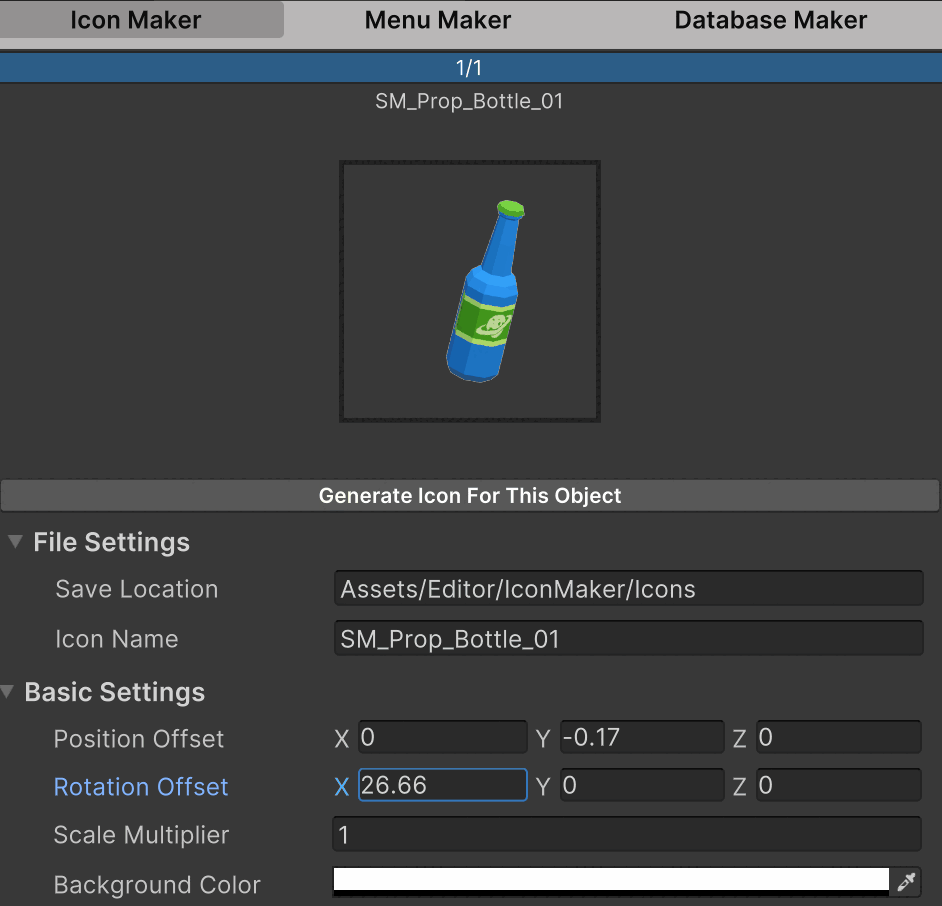 Icon Maker Menu Maker Database Maker
1/1
SM_Prop_Bottle_01
Generate Icon For This Object
File Settings
Save Location Assets/Editor/IconMaker/Icons
Icon Name SM_Prop_Bottle_01
Basic Settings
Position Offset X 0 Y -0.17 Z 0
Rotation Offset X 26.66 Y 0 Z 0
Scale Multiplier 1
Background Color